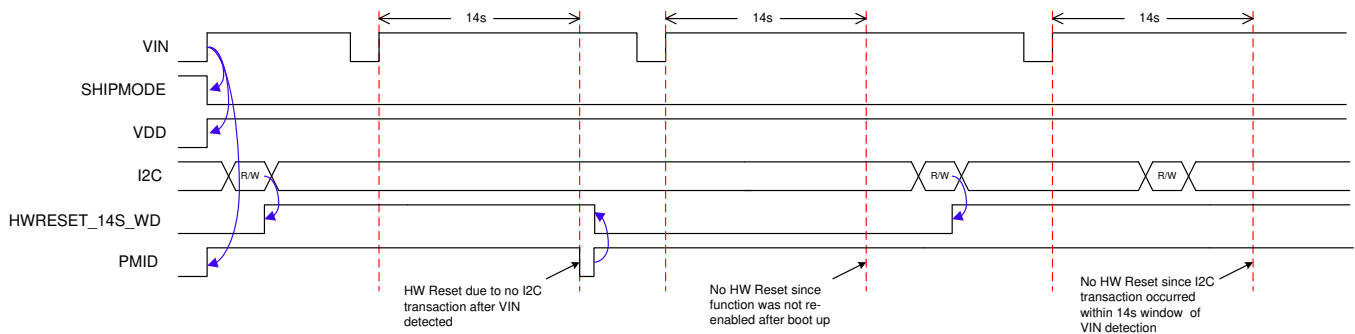 14s
14s
14s
VIN
SHIPMODE
VDD
I2C
R/W
R/W
R/W
HWRESET_14S_WD
PMID
HW Reset due to no I2C
transaction after VIN
detected
No HW Reset since
function was not re-
enabled after boot up
No HW Reset since I2C
transaction occurred
within 14s window of
VIN detection